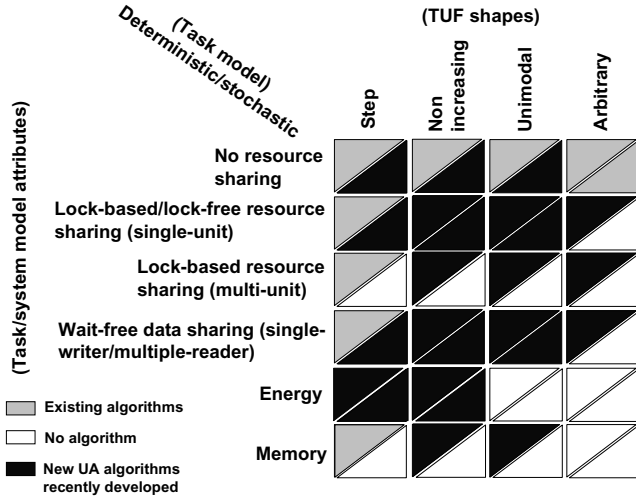 (TUF shapes)
(Task model)
Deterministic/stochastic
Step
Non
increasing
Unimodal
Arbitrary
(Task/system model attributes)
No resource
sharing
Lock-based/lock-free resource
sharing (single-unit)
Lock-based resource
sharing (multi-unit)
Wait-free data sharing (single-
writer/multiple-reader)
Energy
Memory
Existing algorithms
No algorithm
New UA algorithms
recently developed